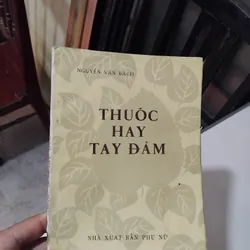 NGUYỄN VĂN BÁCH
THUỐC
HAY
TAY ĐẢM
NHÀ XUẤT BẢN PHỤ NỮ